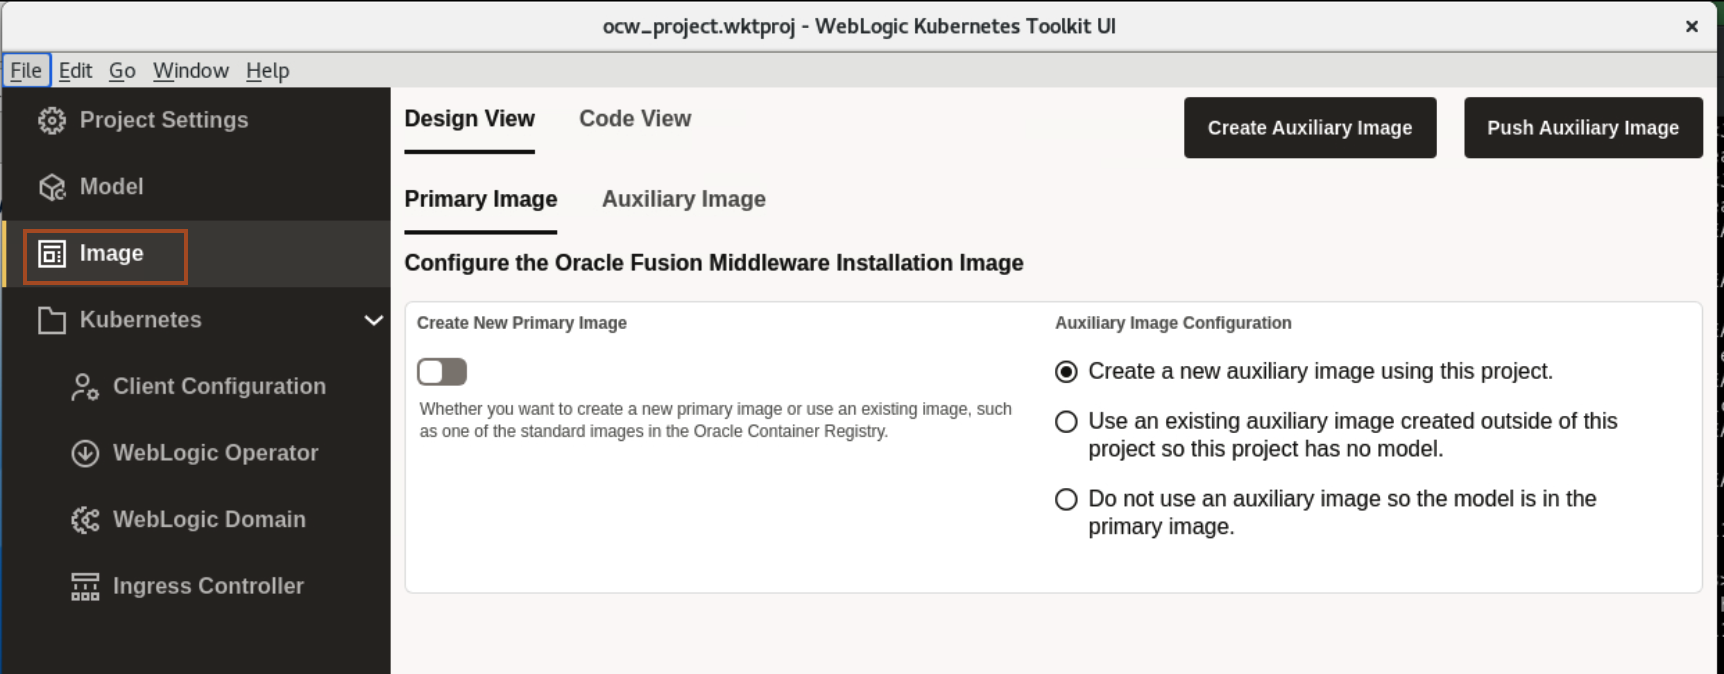 ocw_project.wktproj - WebLogic Kubernetes Toolkit UI
File Edit Go Window Help
Project Settings
Model
Image
Kubernetes
Client Configuration
WebLogic Operator
WebLogic Domain
Ingress Controller
Design View Code View
Create Auxiliary Image Push Auxiliary Image
Primary Image Auxiliary Image
Configure the Oracle Fusion Middleware Installation Image
Create New Primary Image
Whether you want to create a new primary image or use an existing image, such
as one of the standard images in the Oracle Container Registry.
Auxiliary Image Configuration
Create a new auxiliary image using this project.
Use an existing auxiliary image created outside of this
project so this project has no model.
Do not use an auxiliary image so the model is in the
primary image.